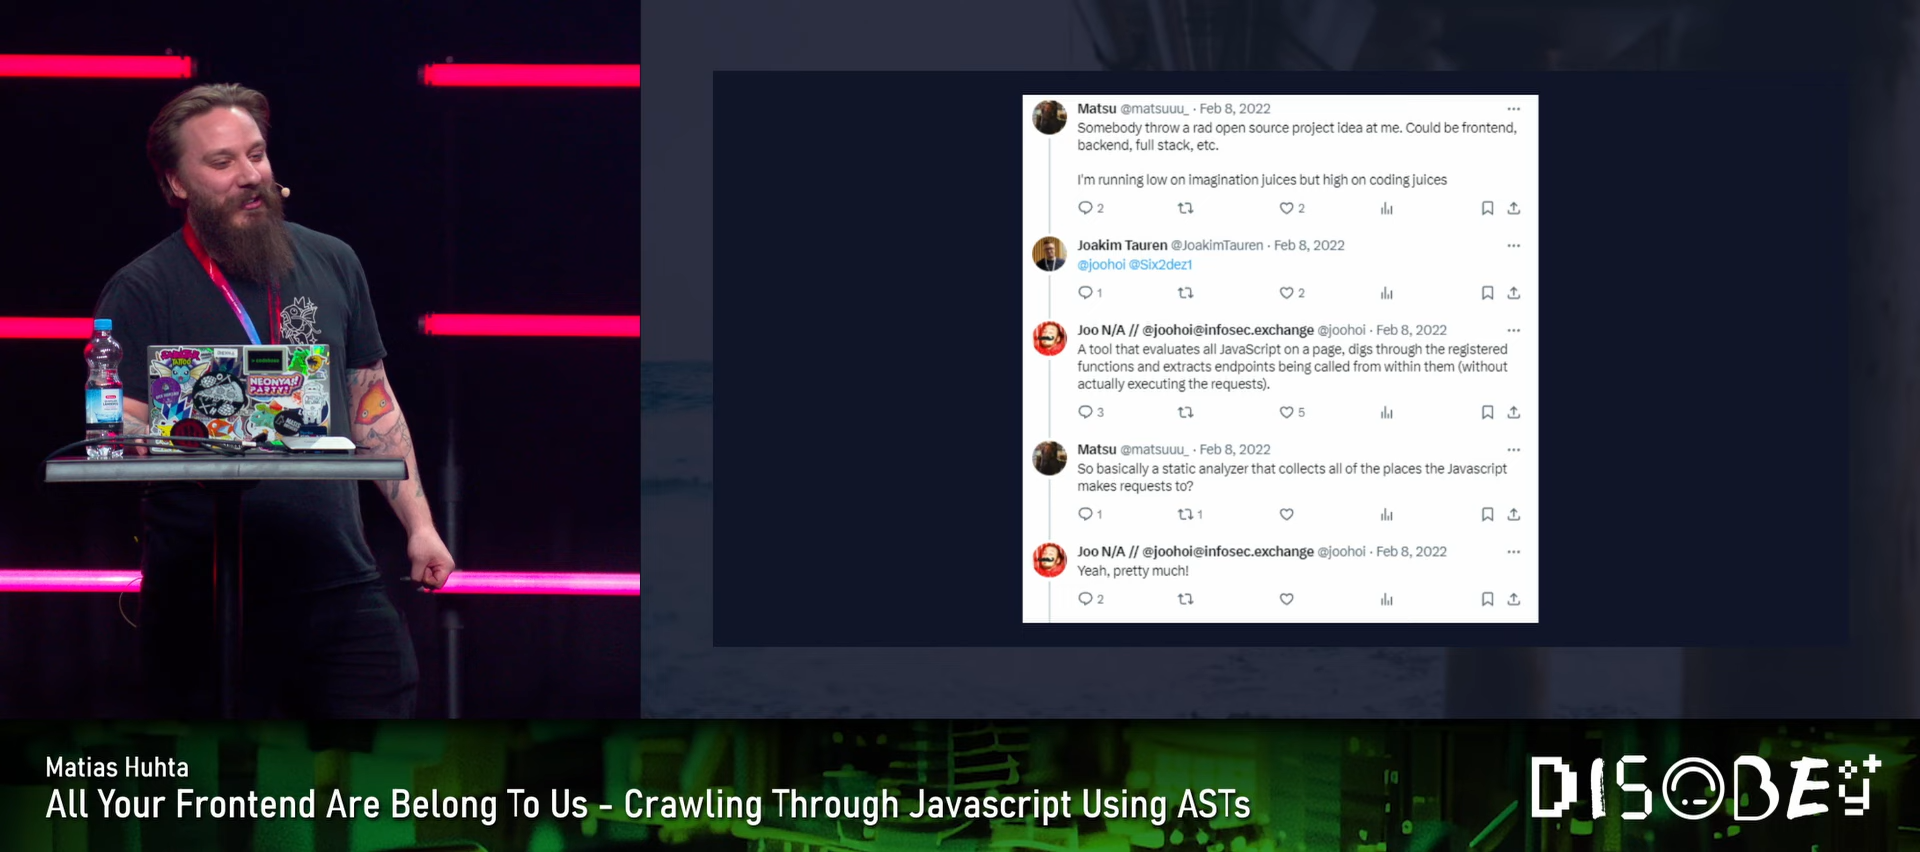 Matsu @matsuuu_ · Feb 8, 2022
Somebody throw a rad open source project idea at me. Could be frontend,
backend, full stack, etc.
I'm running low on imagination juices but high on coding juices
2 2
Joakim Tauren @JoakimTauren · Feb 8, 2022
@joohoi @Six2dez1
1 2
Joo N/A // @joohoi@infosec.exchange @joohoi · Feb 8, 2022
A tool that evaluates all JavaScript on a page, digs through the registered
functions and extracts endpoints being called from within them (without
actually executing the requests).
3 5
Matsu @matsuuu_ · Feb 8, 2022
So basically a static analyzer that collects all of the places the Javascript
makes requests to?
1 1
Joo N/A // @joohoi@infosec.exchange @joohoi · Feb 8, 2022
Yeah, pretty much!
2
NEONYA!!
PARTY!
Matias Huhta
All Your Frontend Are Belong To Us - Crawling Through Javascript Using ASTs
DISOBEY